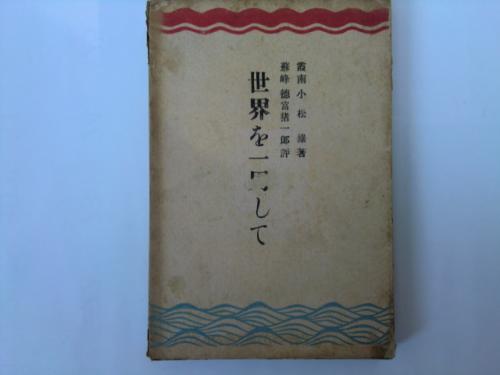 霞南 小松緑著
蘇峰 徳富猪一郎評
世界を一周して